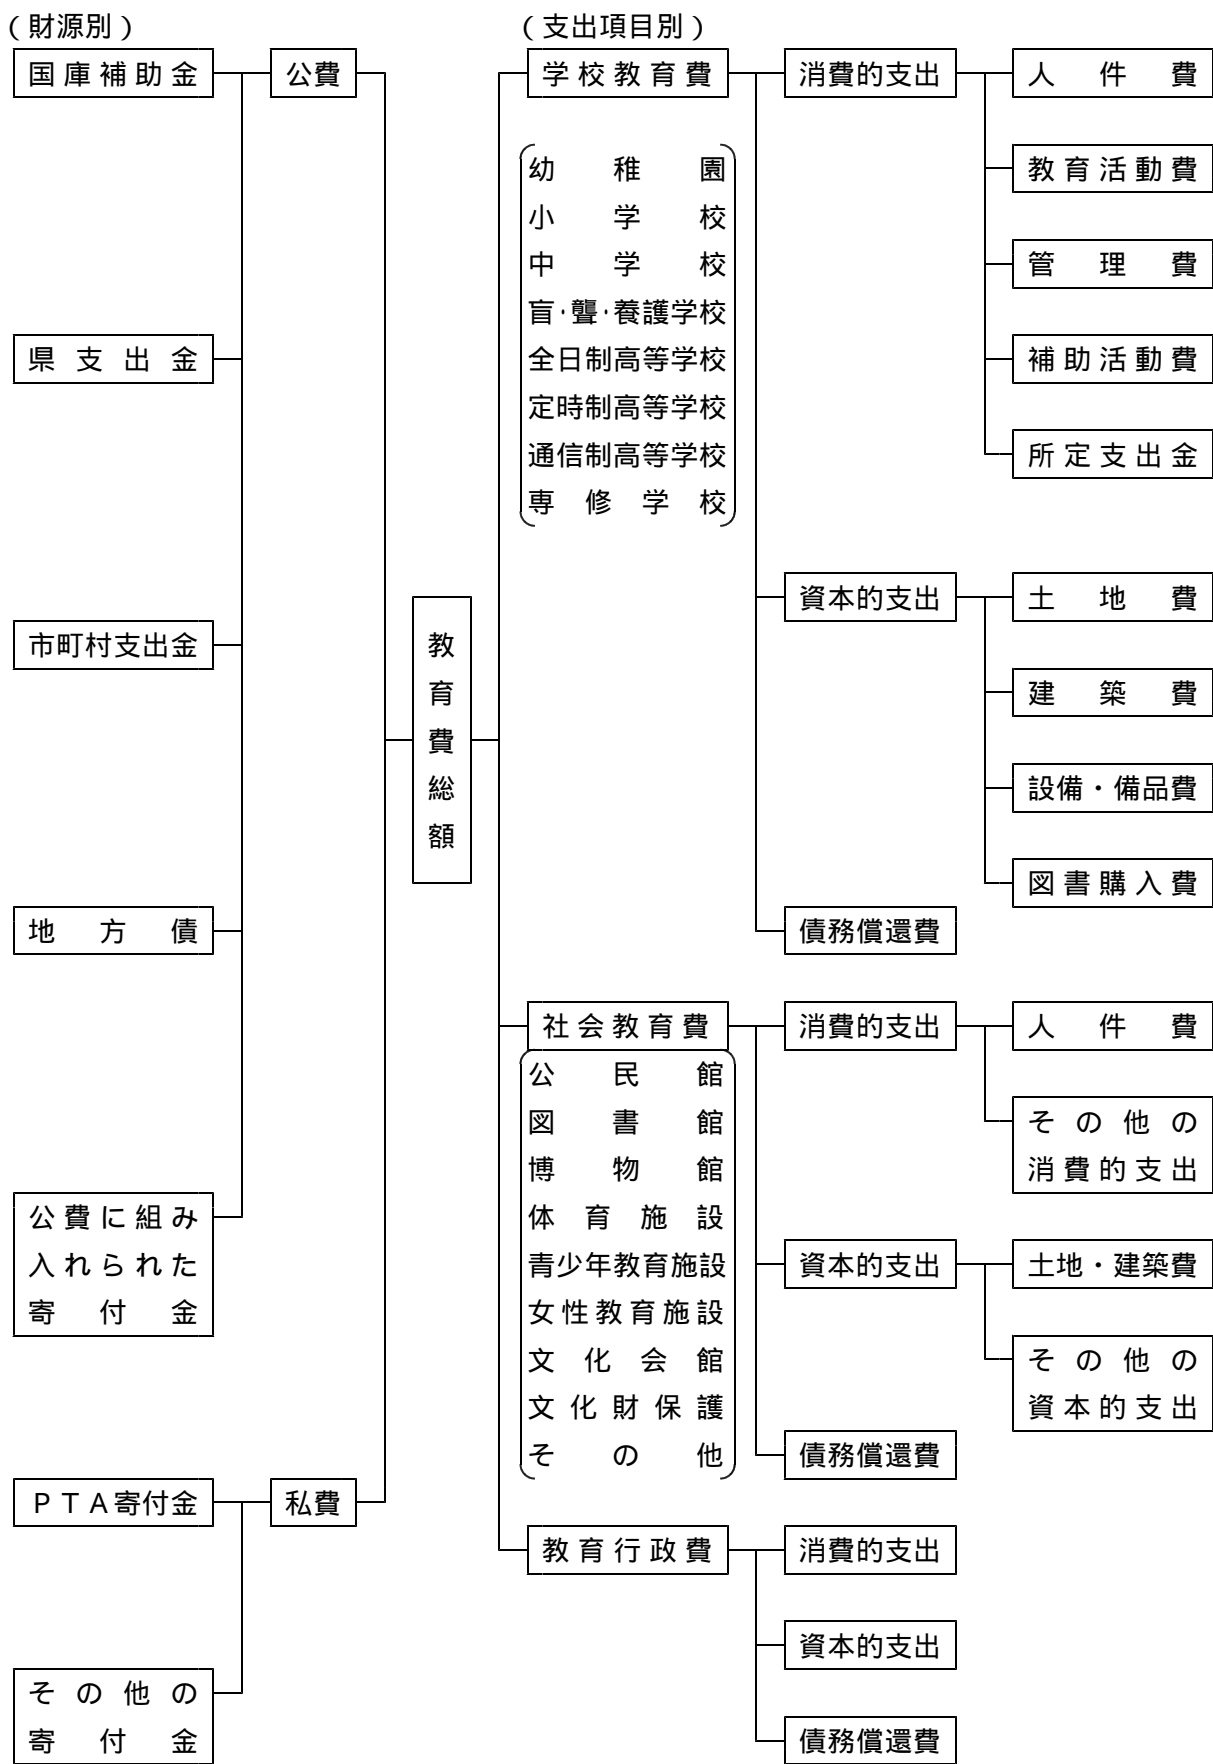 （財源別）
国庫補助金
公費
県支出金
市町村支出金
地方債
公費に組み
入れられた
寄付金
ＰＴＡ寄付金
私費
その他の
寄付金
教育費総額
（支出項目別）
学校教育費
幼稚園
小学校
中学校
盲・聾・養護学校
全日制高等学校
定時制高等学校
通信制高等学校
専修学校
消費的支出
人件費
教育活動費
管理費
補助活動費
所定支出金
資本的支出
土地費
建築費
設備・備品費
図書購入費
債務償還費
社会教育費
公民館
図書館
博物館
体育施設
青少年教育施設
女性教育施設
文化会館
文化財保護
その他
消費的支出
人件費
その他の
消費的支出
資本的支出
土地・建築費
その他の
資本的支出
債務償還費
教育行政費
消費的支出
資本的支出
債務償還費